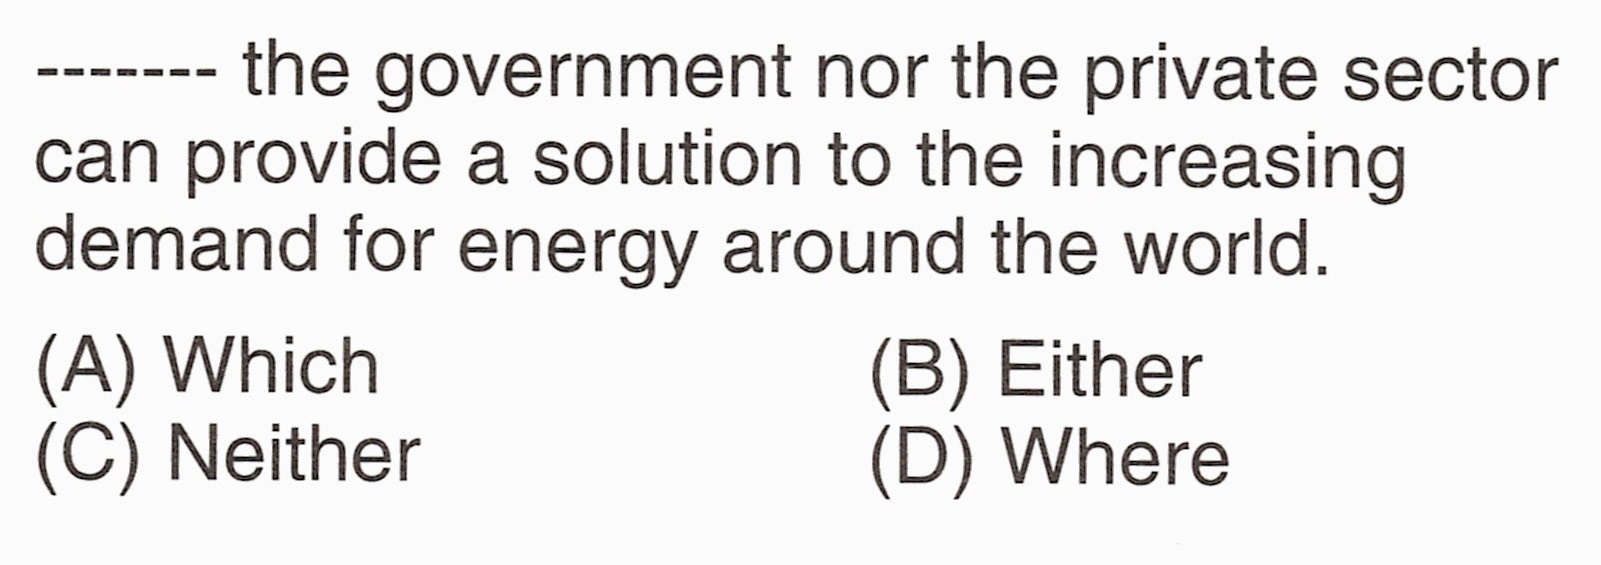 ------- the government nor the private sector
can provide a solution to the increasing
demand for energy around the world.
(A) Which (B) Either
(C) Neither (D) Where